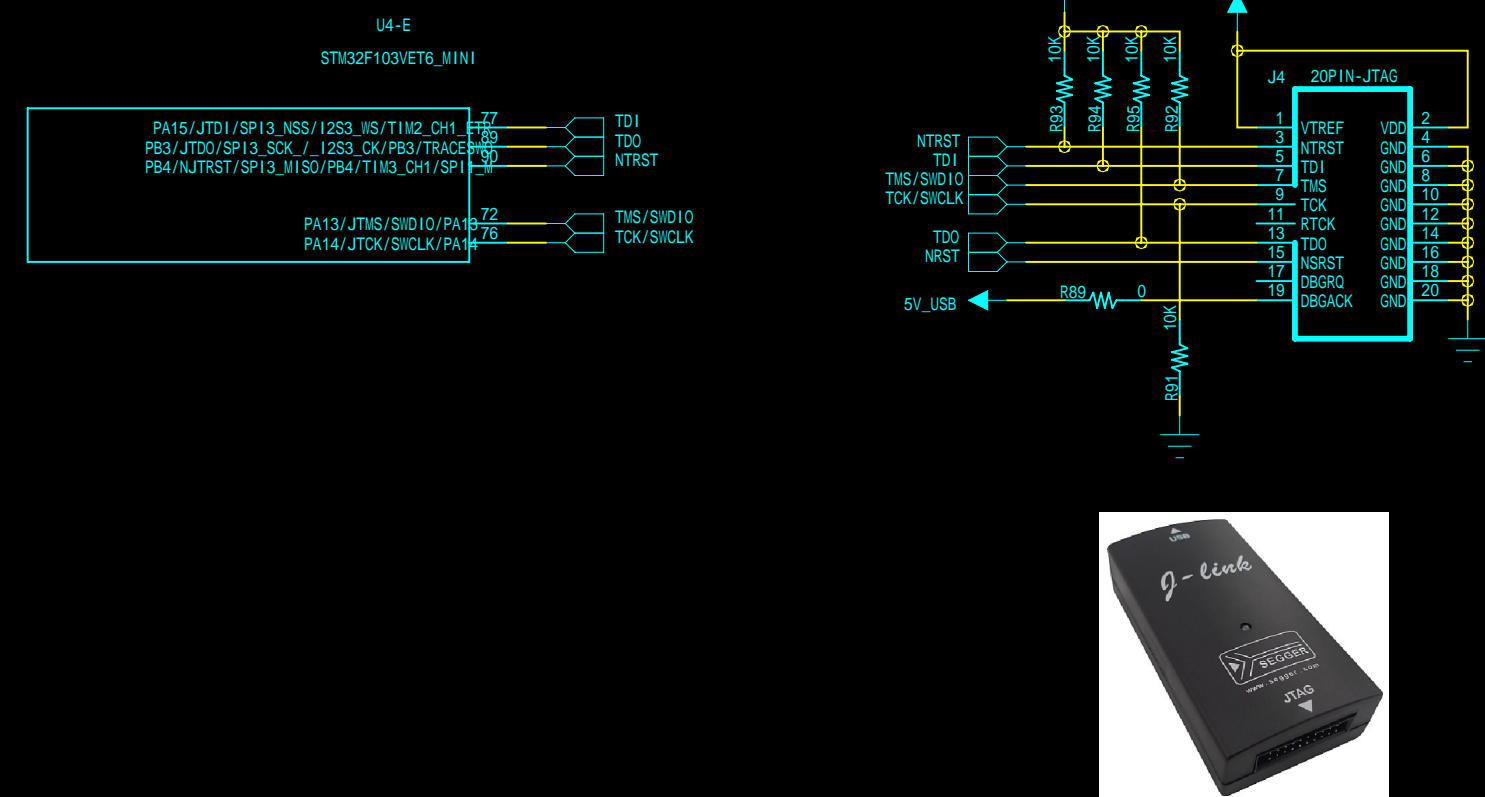 U4-E
STM32F103VET6_MINI
PA15/JTDI/SPI3_NSS/I2S3_WS/TIM2_CH1_ETR 77 TDI
PB3/JTDO/SPI3_SCK_/_I2S3_CK/PB3/TRACESWO 89 TDO
PB4/NJTRST/SPI3_MISO/PB4/TIM3_CH1/SPI1_M 90 NTRST
PA13/JTMS/SWDIO/PA13 72 TMS/SWDIO
PA14/JTCK/SWCLK/PA14 76 TCK/SWCLK
10K 10K 10K 10K
R93 R94 R95 R92
J4 20PIN-JTAG
1 VTREF VDD 2
NTRST 3 NTRST GND 4
TDI 5 TDI GND 6
TMS/SWDIO 7 TMS GND 8
TCK/SWCLK 9 TCK GND 10
11 RTCK GND 12
TDO 13 TDO GND 14
NRST 15 NSRST GND 16
17 DBGRQ GND 18
5V_USB R89 0 19 DBGACK GND 20
10K
R91
USB
J-link
SEGGER
www.segger.com
JTAG